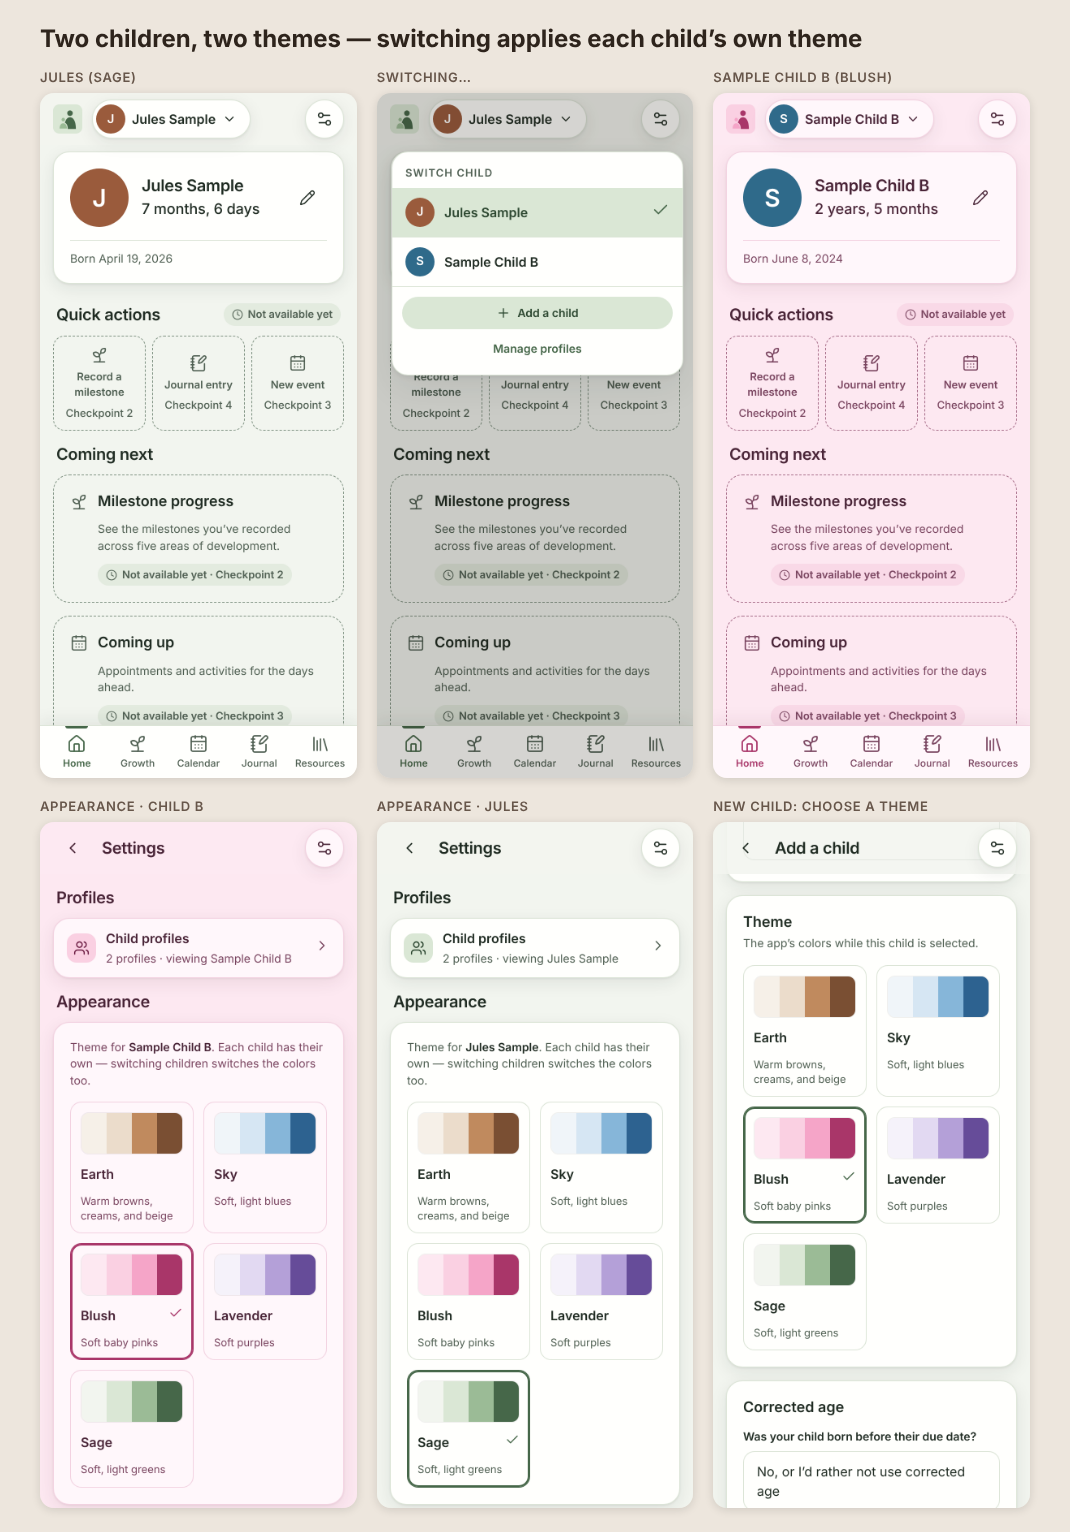 Two children, two themes — switching applies each child’s own theme
JULES (SAGE)
J
Jules Sample
J
Jules Sample
7 months, 6 days
Born April 19, 2026
Quick actions
Not available yet
Record a
milestone
Checkpoint 2
Journal entry
Checkpoint 4
New event
Checkpoint 3
Coming next
Milestone progress
See the milestones you’ve recorded
across five areas of development.
Not available yet · Checkpoint 2
Coming up
Appointments and activities for the days
ahead.
Not available yet · Checkpoint 3
Home
Growth
Calendar
Journal
Resources
SWITCHING…
J
Jules Sample
SWITCH CHILD
J
Jules Sample
S
Sample Child B
Add a child
Manage profiles
Record a
milestone
Checkpoint 2
Journal entry
Checkpoint 4
New event
Checkpoint 3
Coming next
Milestone progress
See the milestones you’ve recorded
across five areas of development.
Not available yet · Checkpoint 2
Coming up
Appointments and activities for the days
ahead.
Not available yet · Checkpoint 3
Home
Growth
Calendar
Journal
Resources
SAMPLE CHILD B (BLUSH)
S
Sample Child B
S
Sample Child B
2 years, 5 months
Born June 8, 2024
Quick actions
Not available yet
Record a
milestone
Checkpoint 2
Journal entry
Checkpoint 4
New event
Checkpoint 3
Coming next
Milestone progress
See the milestones you’ve recorded
across five areas of development.
Not available yet · Checkpoint 2
Coming up
Appointments and activities for the days
ahead.
Not available yet · Checkpoint 3
Home
Growth
Calendar
Journal
Resources
APPEARANCE · CHILD B
Settings
Profiles
Child profiles
2 profiles · viewing Sample Child B
Appearance
Theme for Sample Child B. Each child has their
own — switching children switches the colors
too.
Earth
Warm browns,
creams, and beige
Sky
Soft, light blues
Blush
Soft baby pinks
Lavender
Soft purples
Sage
Soft, light greens
APPEARANCE · JULES
Settings
Profiles
Child profiles
2 profiles · viewing Jules Sample
Appearance
Theme for Jules Sample. Each child has their
own — switching children switches the colors
too.
Earth
Warm browns,
creams, and beige
Sky
Soft, light blues
Blush
Soft baby pinks
Lavender
Soft purples
Sage
Soft, light greens
NEW CHILD: CHOOSE A THEME
Add a child
Theme
The app’s colors while this child is selected.
Earth
Warm browns,
creams, and beige
Sky
Soft, light blues
Blush
Soft baby pinks
Lavender
Soft purples
Sage
Soft, light greens
Corrected age
Was your child born before their due date?
No, or I’d rather not use corrected
age